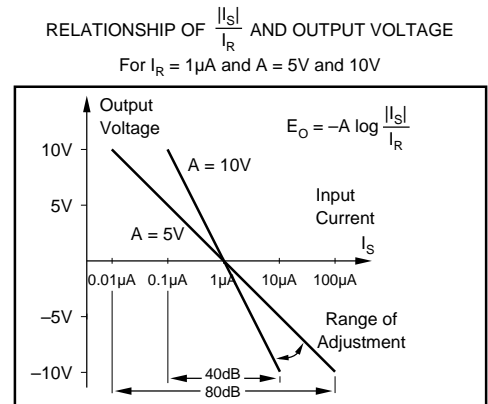 RELATIONSHIP OF |I_S|/I_R AND OUTPUT VOLTAGE
For I_R = 1µA and A = 5V and 10V
Output Voltage
E_O = –A log |I_S|/I_R
10V
A = 10V
5V
Input Current
A = 5V
I_S
0.01µA 0.1µA 1µA 10µA 100µA
–5V
Range of Adjustment
–10V
40dB
80dB